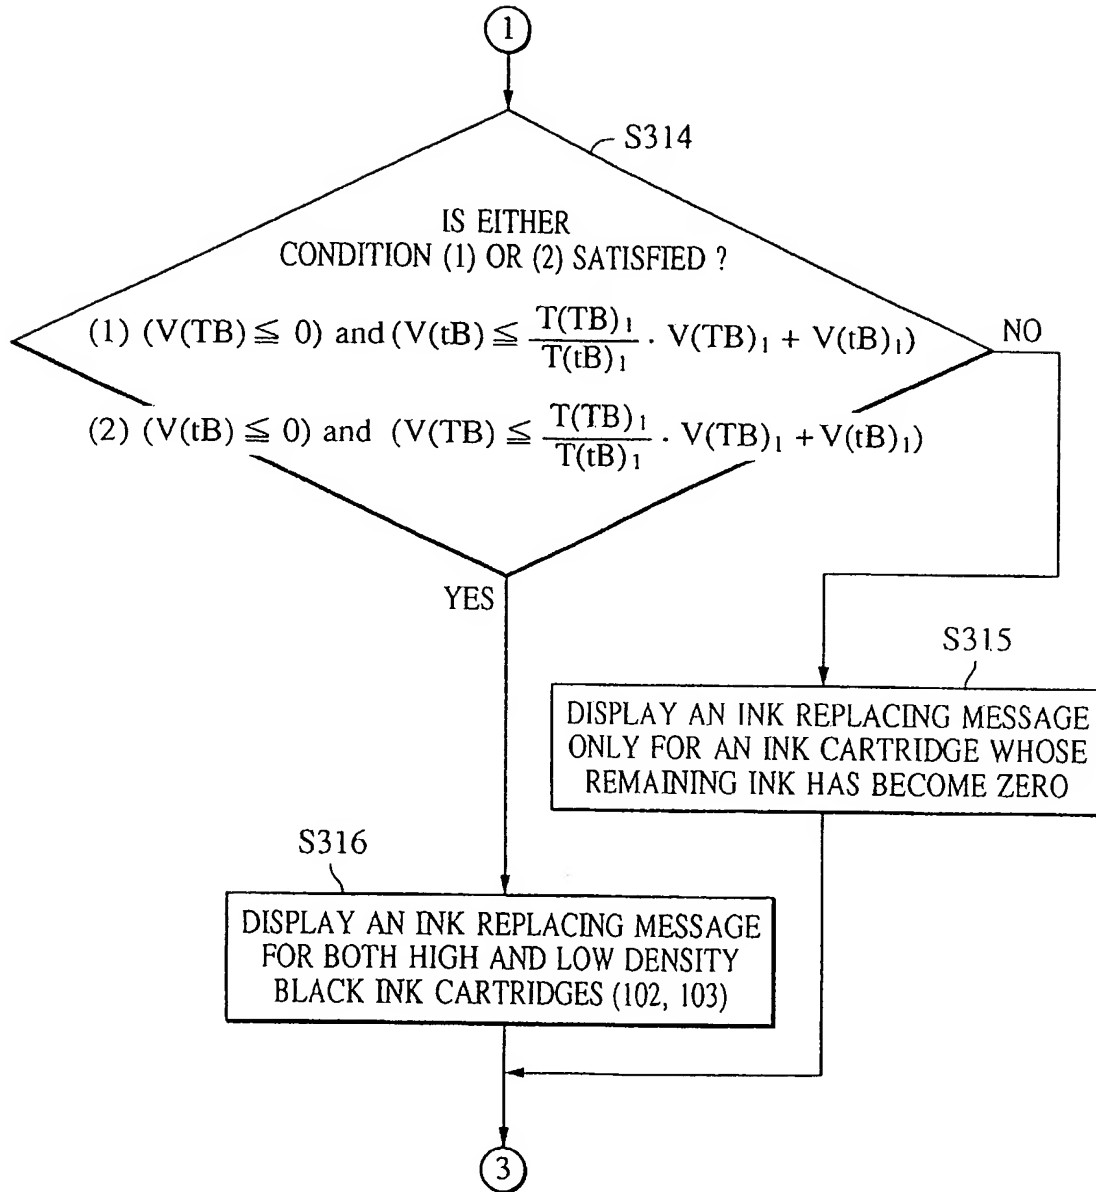 1
S314
IS EITHER
CONDITION (1) OR (2) SATISFIED ?
(1) (V(TB) ≦ 0) and (V(tB) ≦ T(TB)₁/T(tB)₁ · V(TB)₁ + V(tB)₁)
NO
(2) (V(tB) ≦ 0) and (V(TB) ≦ T(TB)₁/T(tB)₁ · V(TB)₁ + V(tB)₁)
YES
S315
DISPLAY AN INK REPLACING MESSAGE
ONLY FOR AN INK CARTRIDGE WHOSE
REMAINING INK HAS BECOME ZERO
S316
DISPLAY AN INK REPLACING MESSAGE
FOR BOTH HIGH AND LOW DENSITY
BLACK INK CARTRIDGES (102, 103)
3